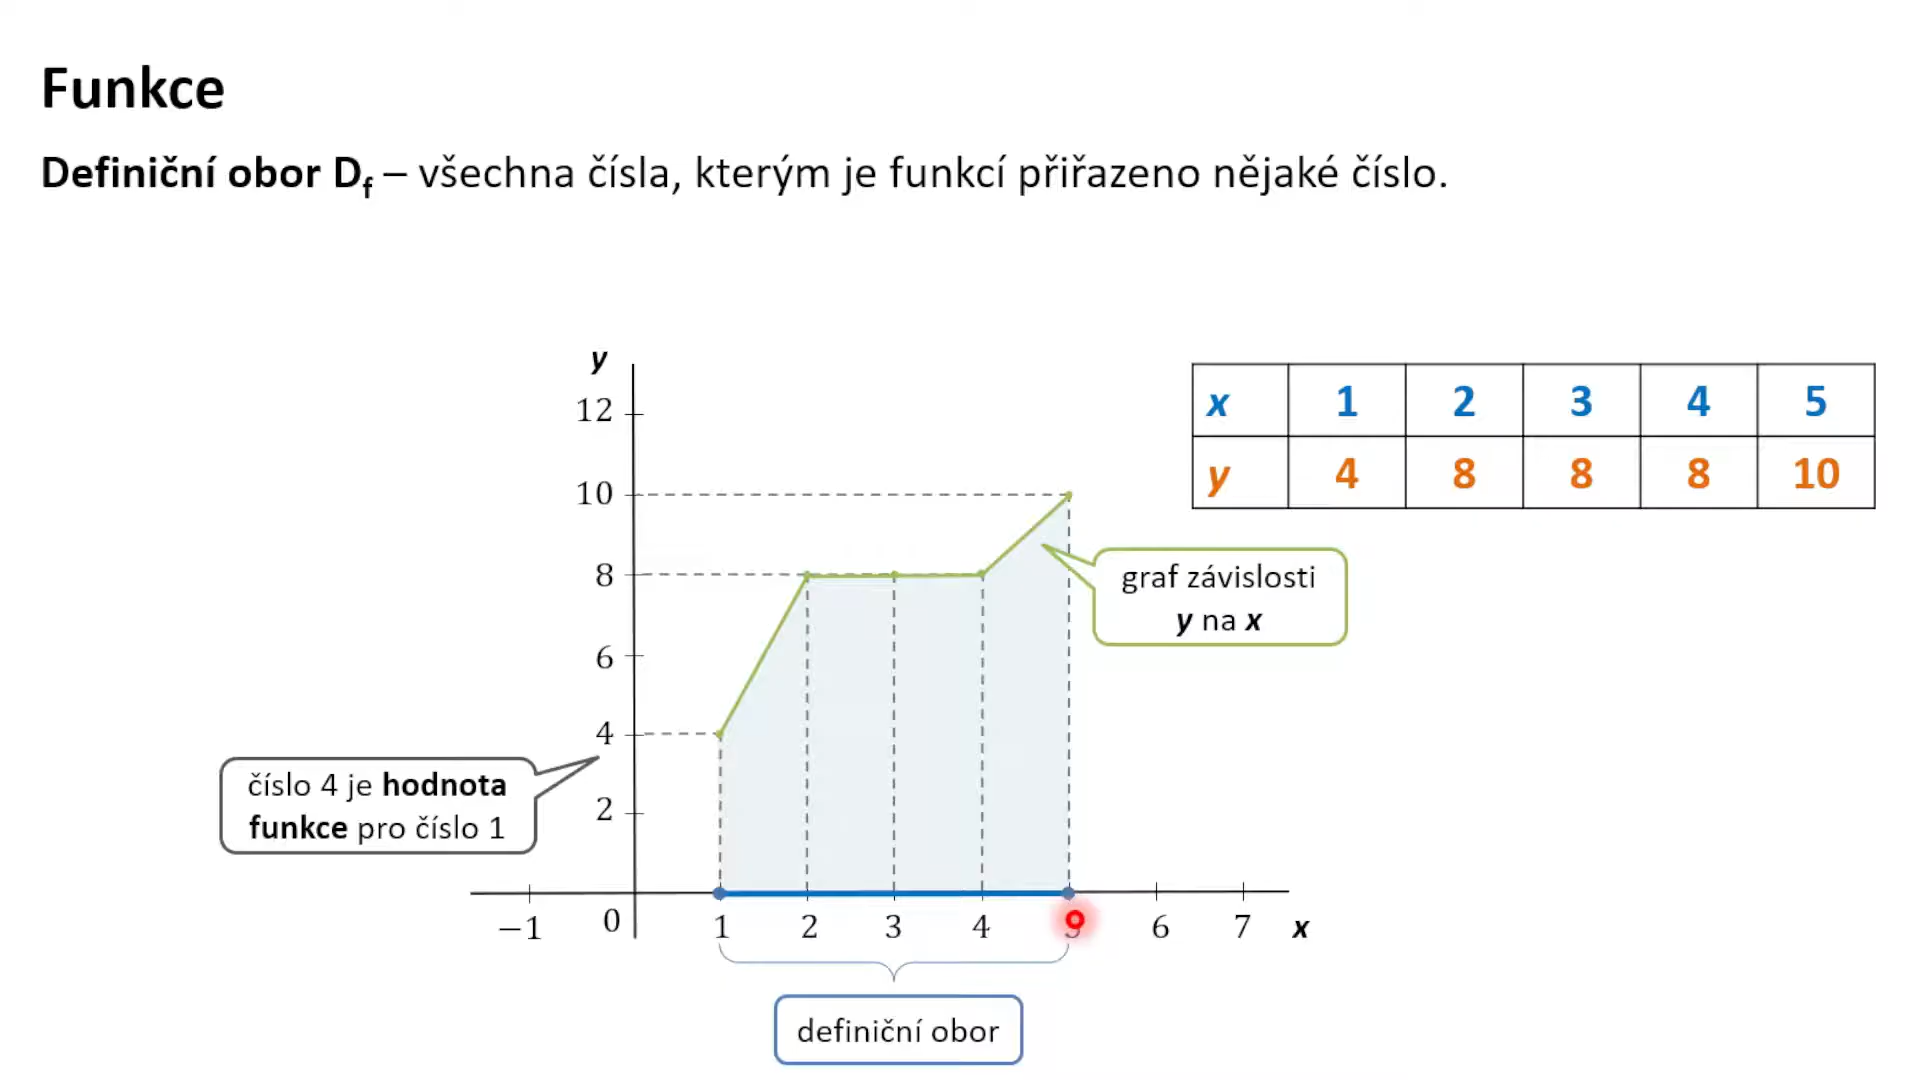 Funkce
Definiční obor Df – všechna čísla, kterým je funkcí přiřazeno nějaké číslo.
y
12
10
8
6
4
2
0
−1
1 2 3 4 5 6 7 x
x 1 2 3 4 5
y 4 8 8 8 10
graf závislosti
y na x
číslo 4 je hodnota
funkce pro číslo 1
definiční obor